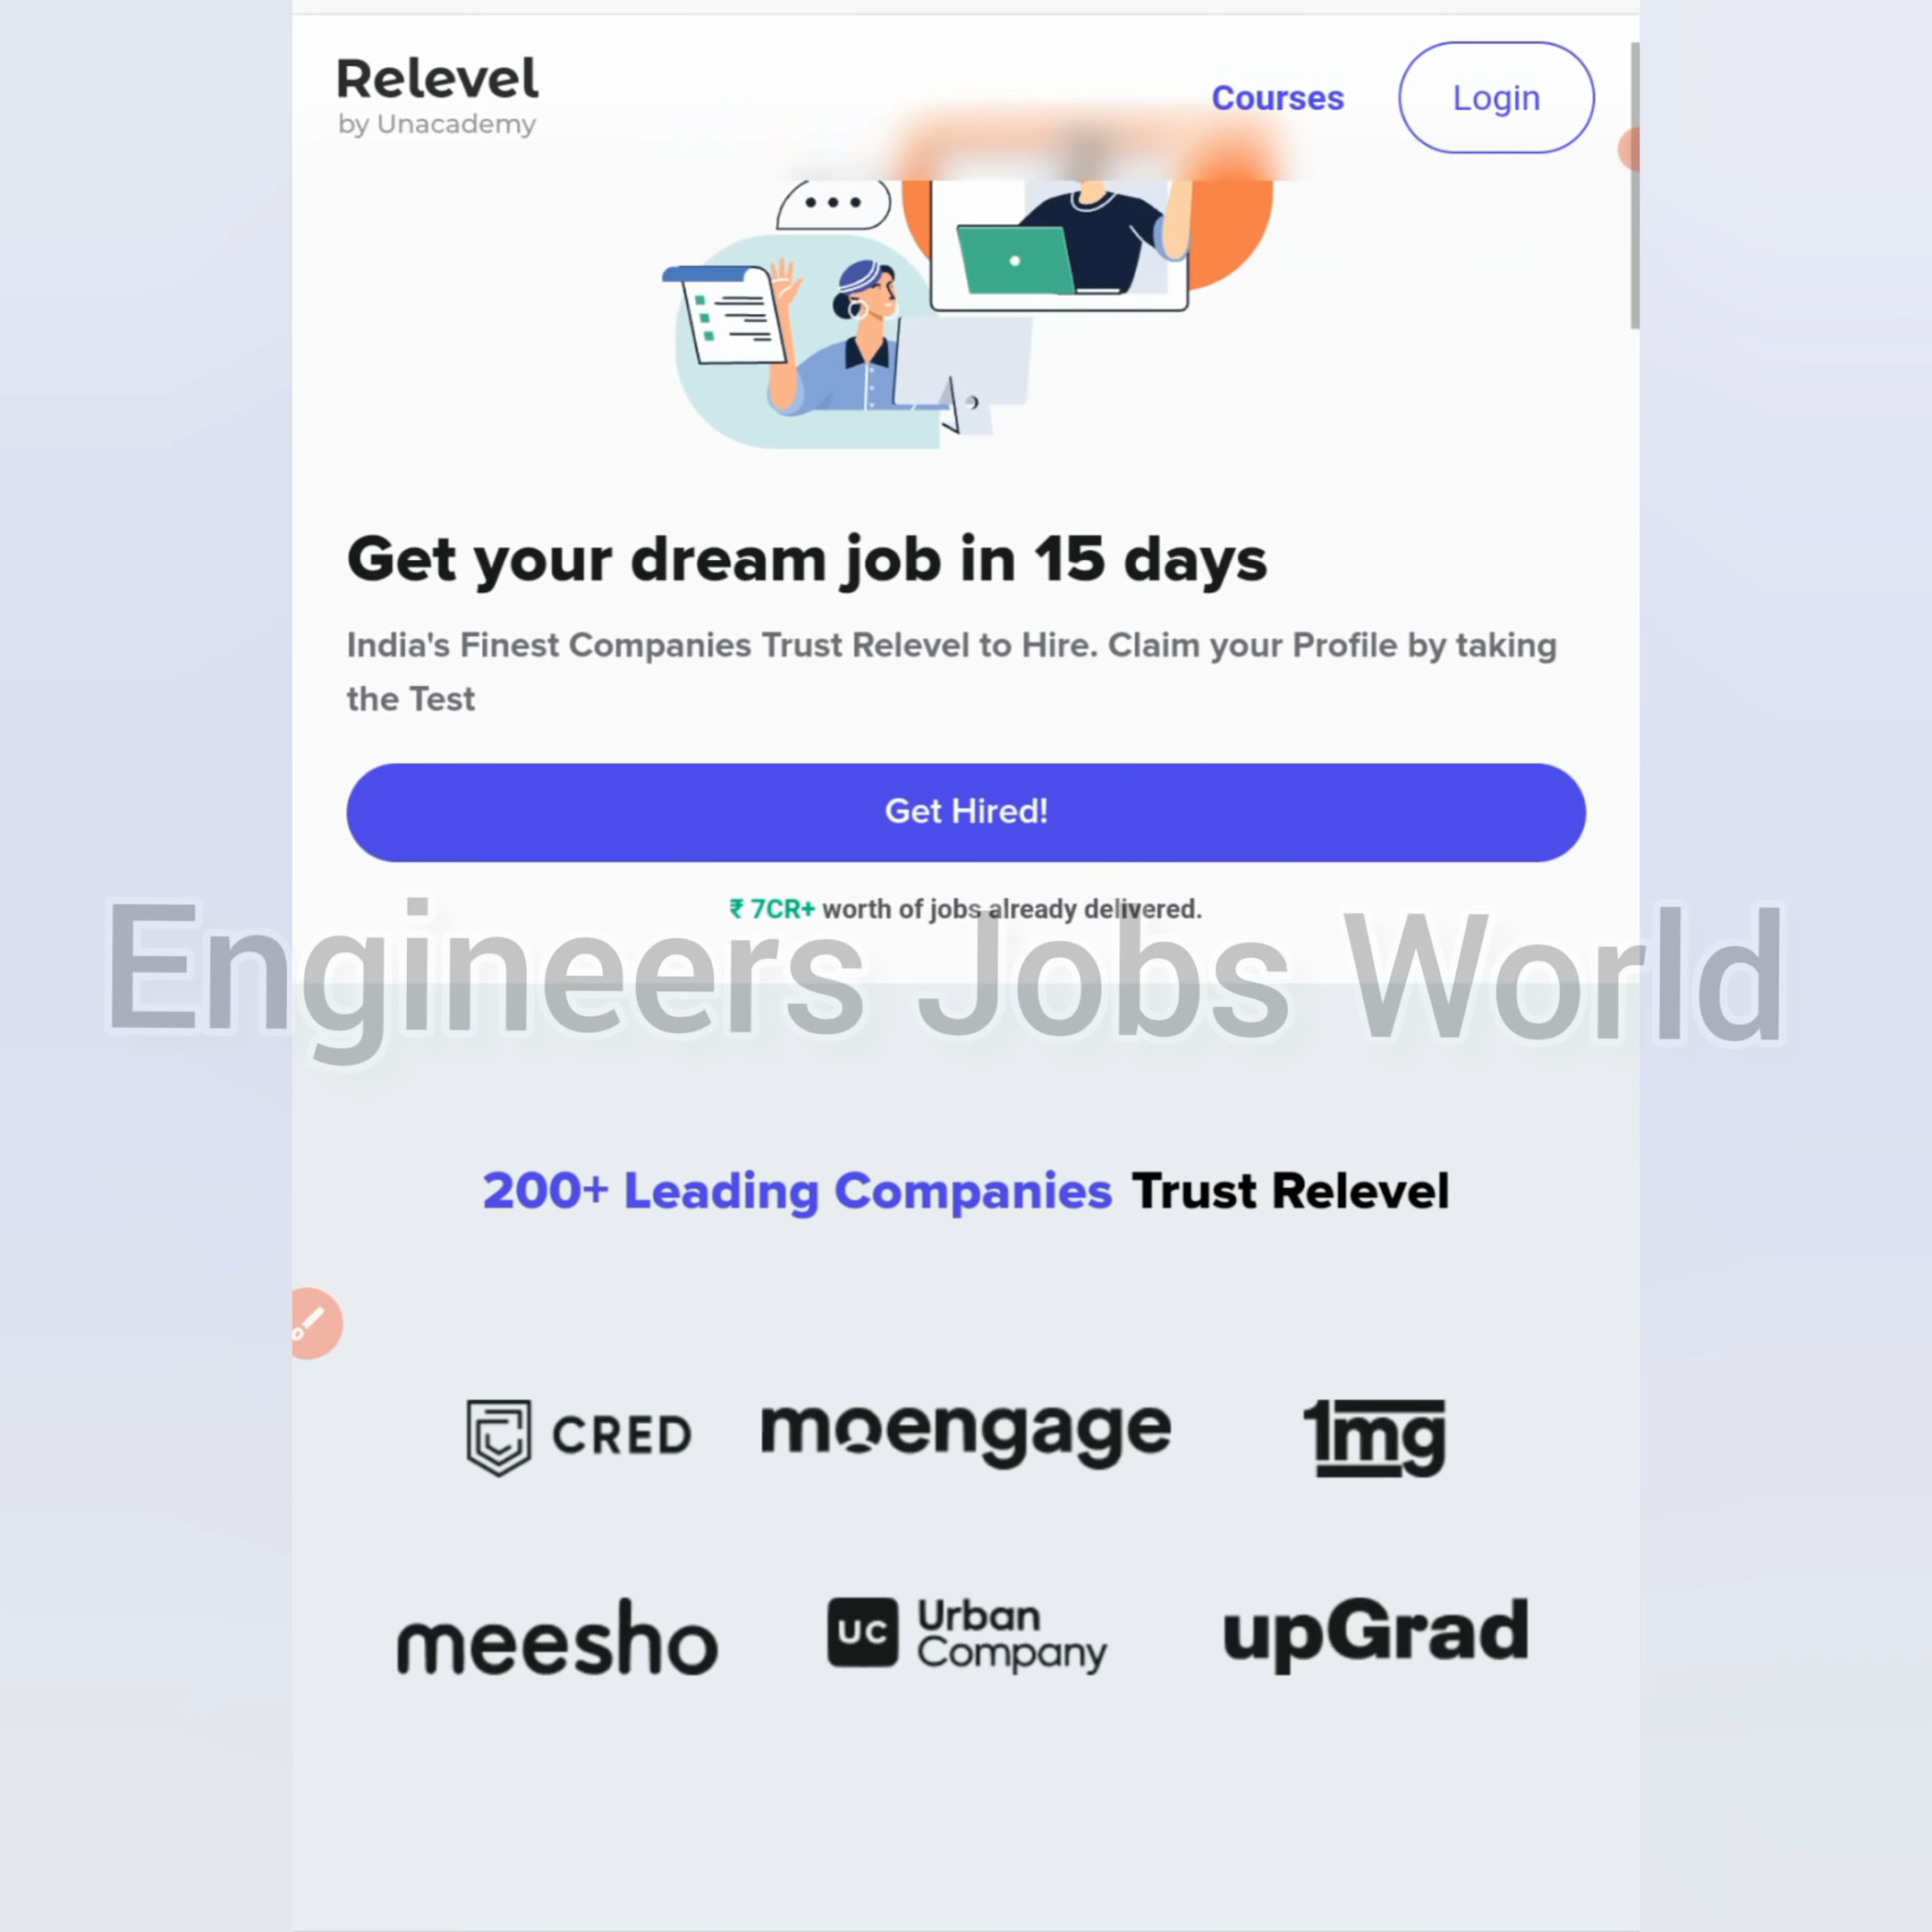 Relevel
by Unacademy
Courses
Login
Get your dream job in 15 days
India's Finest Companies Trust Relevel to Hire. Claim your Profile by taking
the Test
Get Hired!
₹ 7CR+ worth of jobs already delivered.
Engineers Jobs World
200+ Leading Companies Trust Relevel
CRED
moengage
1mg
meesho
UC Urban
Company
upGrad